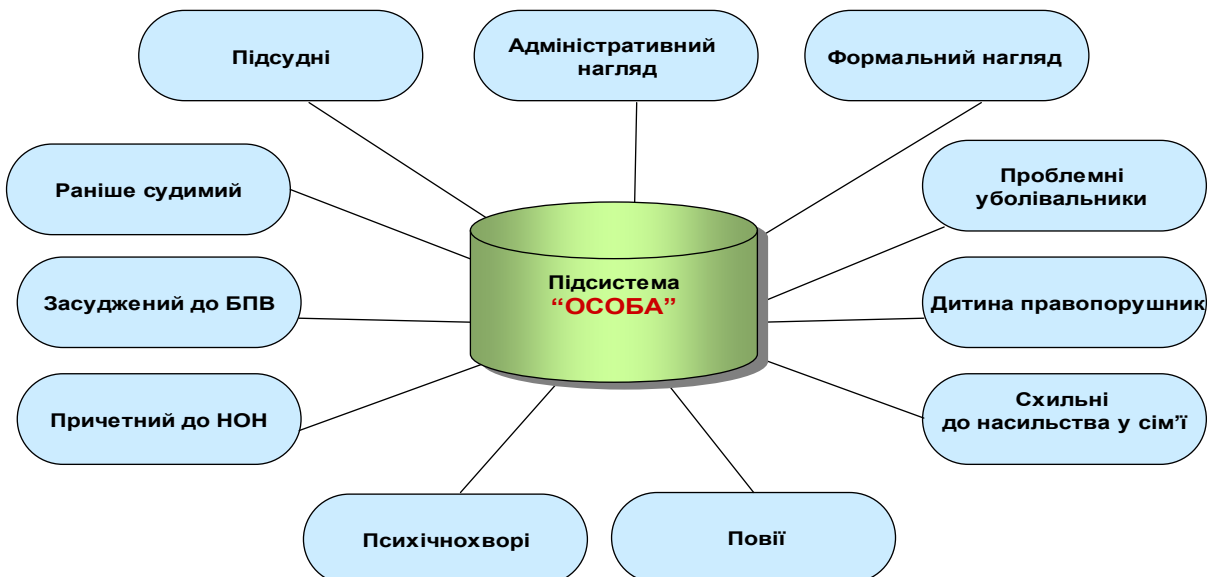 Підсудні
Адміністративний
нагляд
Формальний нагляд
Раніше судимий
Проблемні
уболівальники
Підсистема
“ОСОБА”
Засуджений до БПВ
Дитина правопорушник
Причетний до НОН
Схильні
до насильства у сім’ї
Психічнохворі
Повії